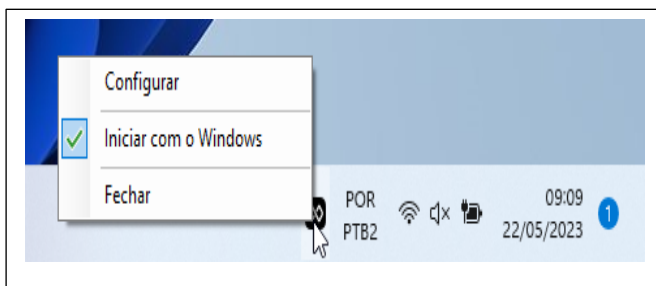 Configurar
Iniciar com o Windows
Fechar
POR
PTB2
09:09
22/05/2023
1